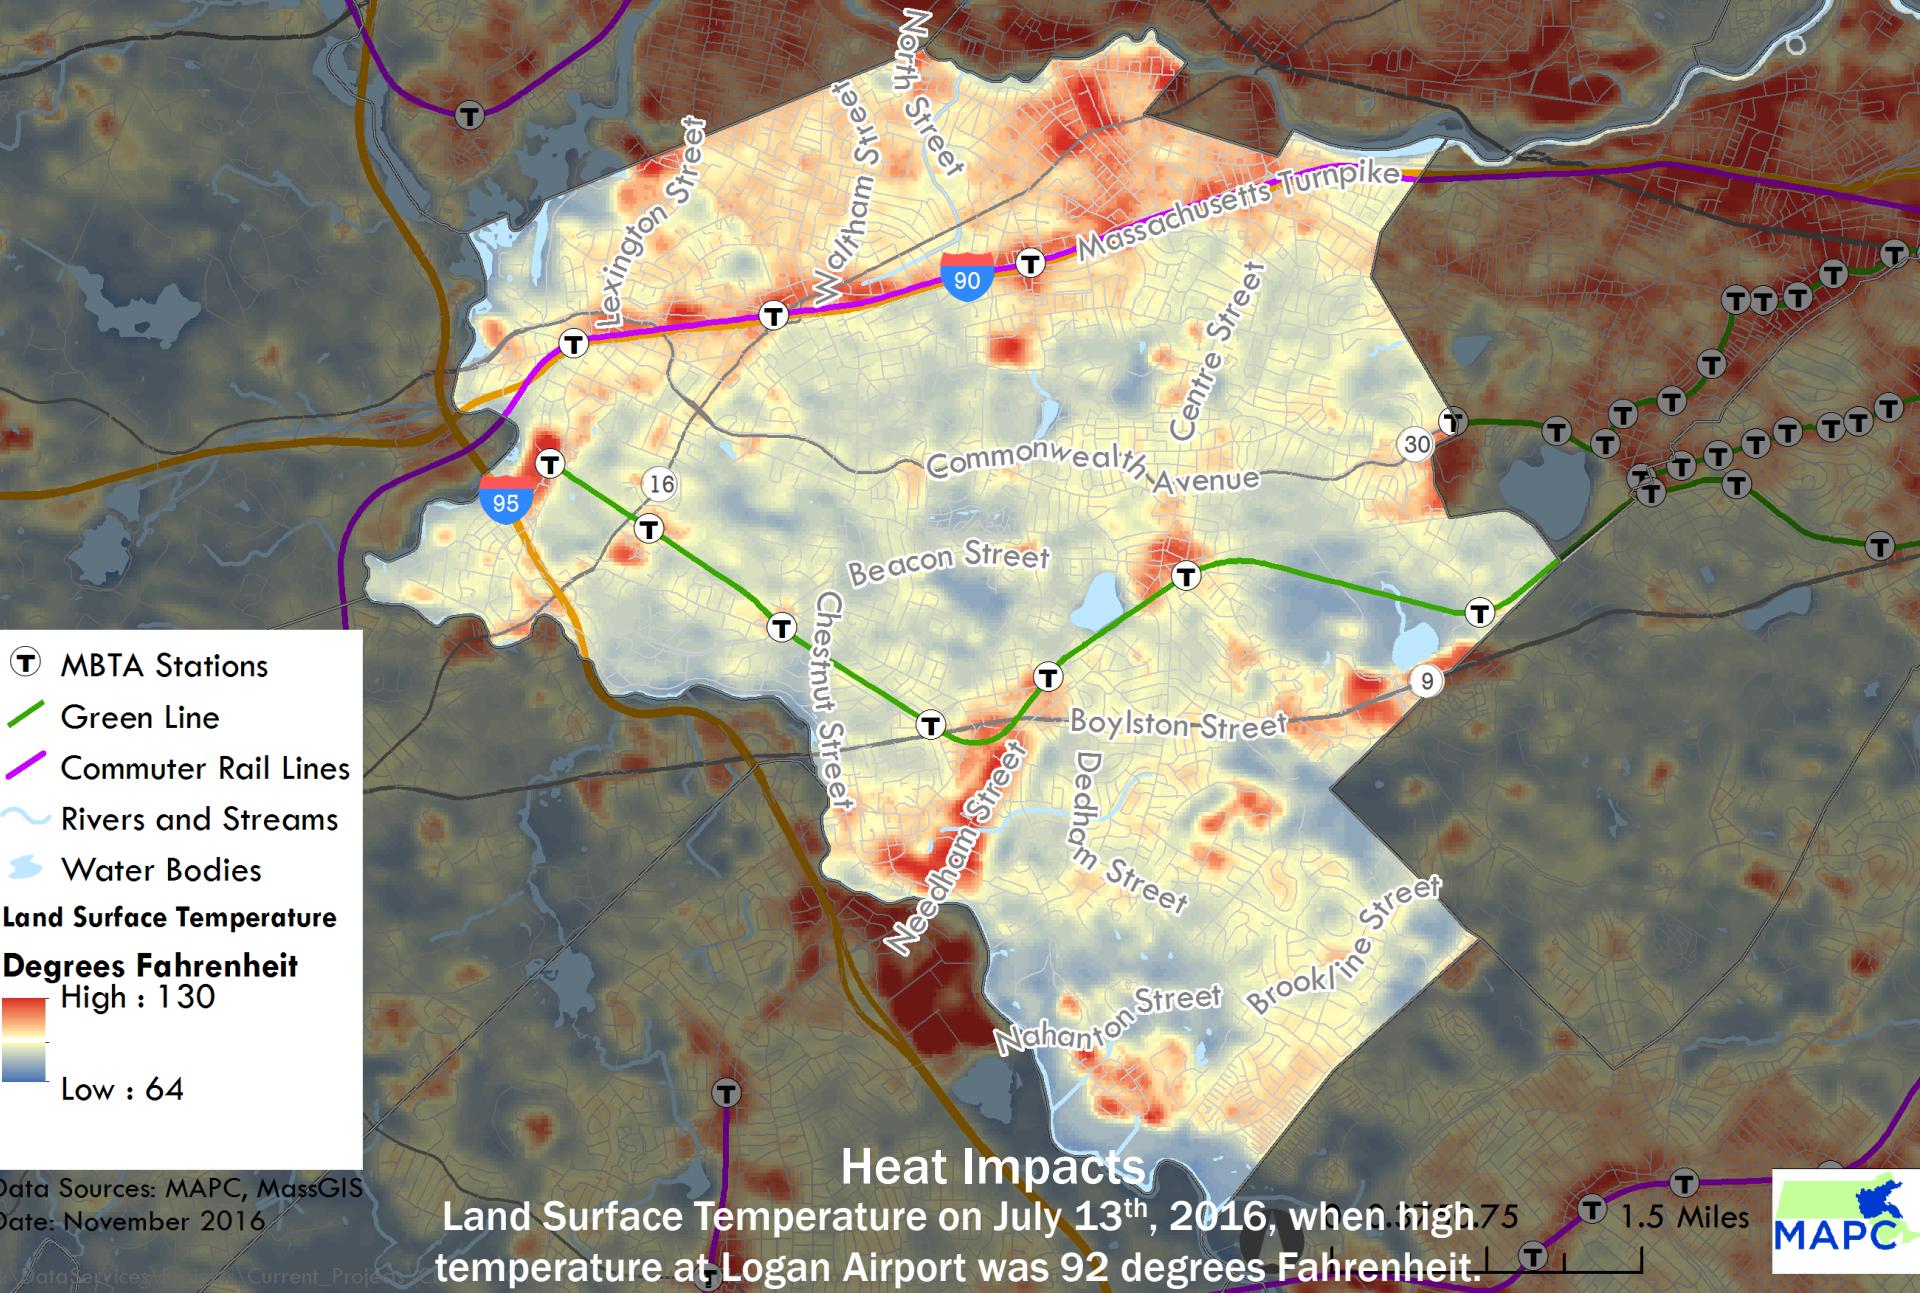 North Street
Waltham Street
Lexington Street
Massachusetts Turnpike
90
Centre Street
30
Commonwealth Avenue
16
95
Beacon Street
Chestnut Street
9
Boylston Street
Needham Street
Dedham Street
Brookline Street
Nahanton Street
T MBTA Stations
Green Line
Commuter Rail Lines
Rivers and Streams
Water Bodies
Land Surface Temperature
Degrees Fahrenheit
High : 130
Low : 64
Data Sources: MAPC, MassGIS
Date: November 2016
Heat Impacts
Land Surface Temperature on July 13th, 2016, when high
temperature at Logan Airport was 92 degrees Fahrenheit.
1.5 Miles
MAPC